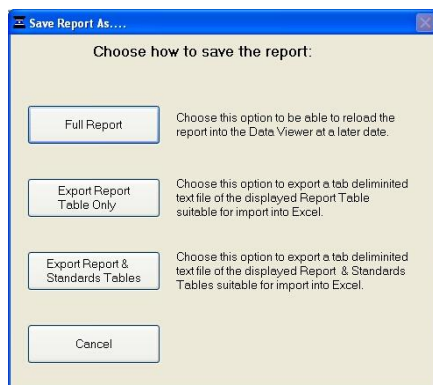 Save Report As....
Choose how to save the report:
Full Report
Choose this option to be able to reload the
report into the Data Viewer at a later date.
Export Report
Table Only
Choose this option to export a tab deliminited
text file of the displayed Report Table
suitable for import into Excel.
Export Report &
Standards Tables
Choose this option to export a tab deliminited
text file of the displayed Report & Standards
Tables suitable for import into Excel.
Cancel